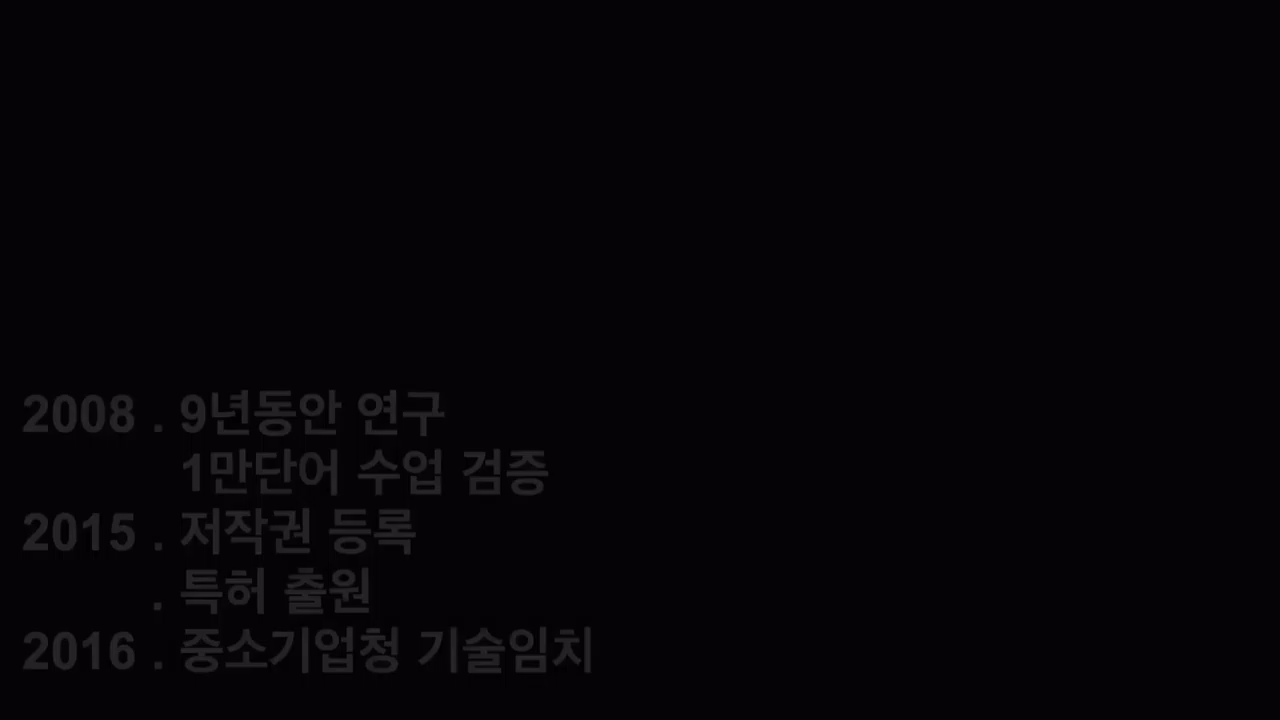 2008 . 9년동안 연구
1만단어 수업 검증
2015 . 저작권 등록
. 특허 출원
2016 . 중소기업청 기술임치